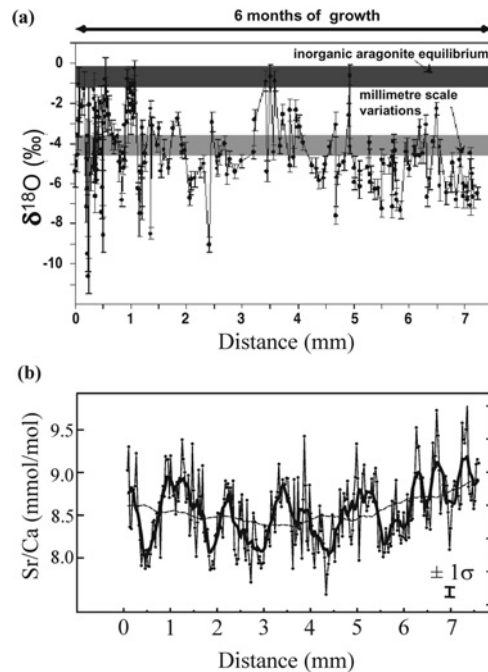 (a)
6 months of growth
inorganic aragonite equilibrium
millimetre scale
variations
δ18O (‰)
0
-2
-4
-6
-8
-10
0 0.5 1 2 3 4 5 6 7
Distance (mm)
(b)
Sr/Ca (mmol/mol)
9.5
9.0
8.5
8.0
± 1σ
0 1 2 3 4 5 6 7
Distance (mm)